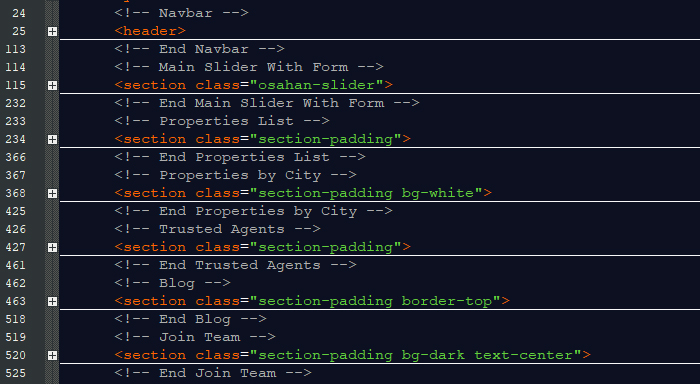 24 <!-- Navbar -->
25 <header>
113 <!-- End Navbar -->
114 <!-- Main Slider With Form -->
115 <section class="osahan-slider">
232 <!-- End Main Slider With Form -->
233 <!-- Properties List -->
234 <section class="section-padding">
366 <!-- End Properties List -->
367 <!-- Properties by City -->
368 <section class="section-padding bg-white">
425 <!-- End Properties by City -->
426 <!-- Trusted Agents -->
427 <section class="section-padding">
461 <!-- End Trusted Agents -->
462 <!-- Blog -->
463 <section class="section-padding border-top">
518 <!-- End Blog -->
519 <!-- Join Team -->
520 <section class="section-padding bg-dark text-center">
525 <!-- End Join Team -->